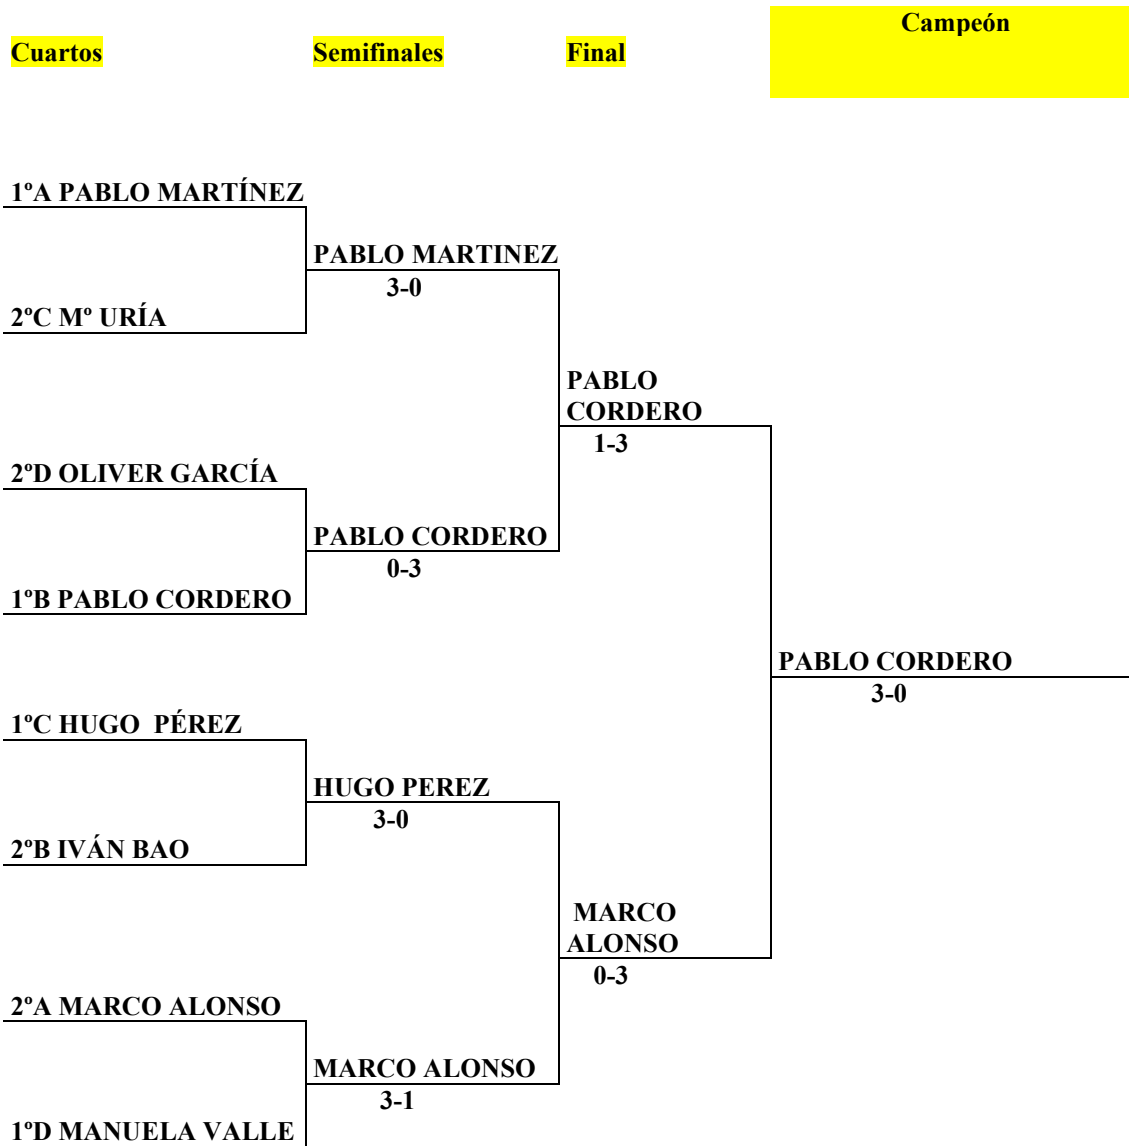 Campeón
Cuartos
Semifinales
Final
1ºA PABLO MARTÍNEZ
PABLO MARTINEZ
3-0
2ºC Mº URÍA
PABLO
CORDERO
1-3
2ºD OLIVER GARCÍA
PABLO CORDERO
0-3
1ºB PABLO CORDERO
PABLO CORDERO
3-0
1ºC HUGO  PÉREZ
HUGO PEREZ
3-0
2ºB IVÁN BAO
MARCO
ALONSO
0-3
2ºA MARCO ALONSO
MARCO ALONSO
3-1
1ºD MANUELA VALLE